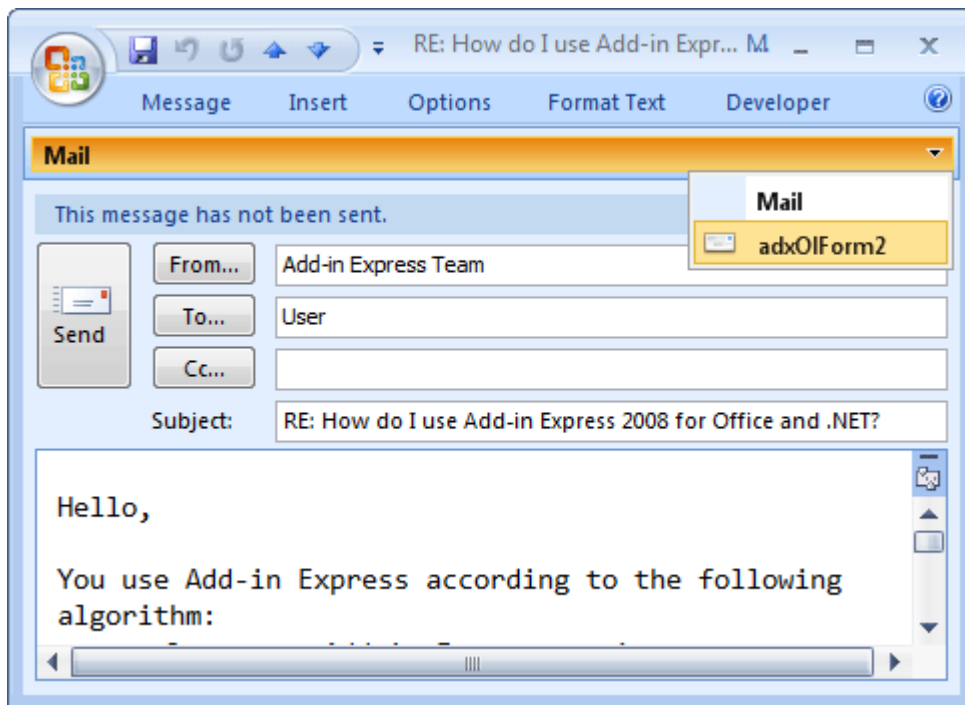 RE: How do I use Add-in Expr... M
Message Insert Options Format Text Developer
Mail
Mail
This message has not been sent.
adxOlForm2
From... Add-in Express Team
Send
To... User
Cc...
Subject: RE: How do I use Add-in Express 2008 for Office and .NET?
Hello,
You use Add-in Express according to the following
algorithm: